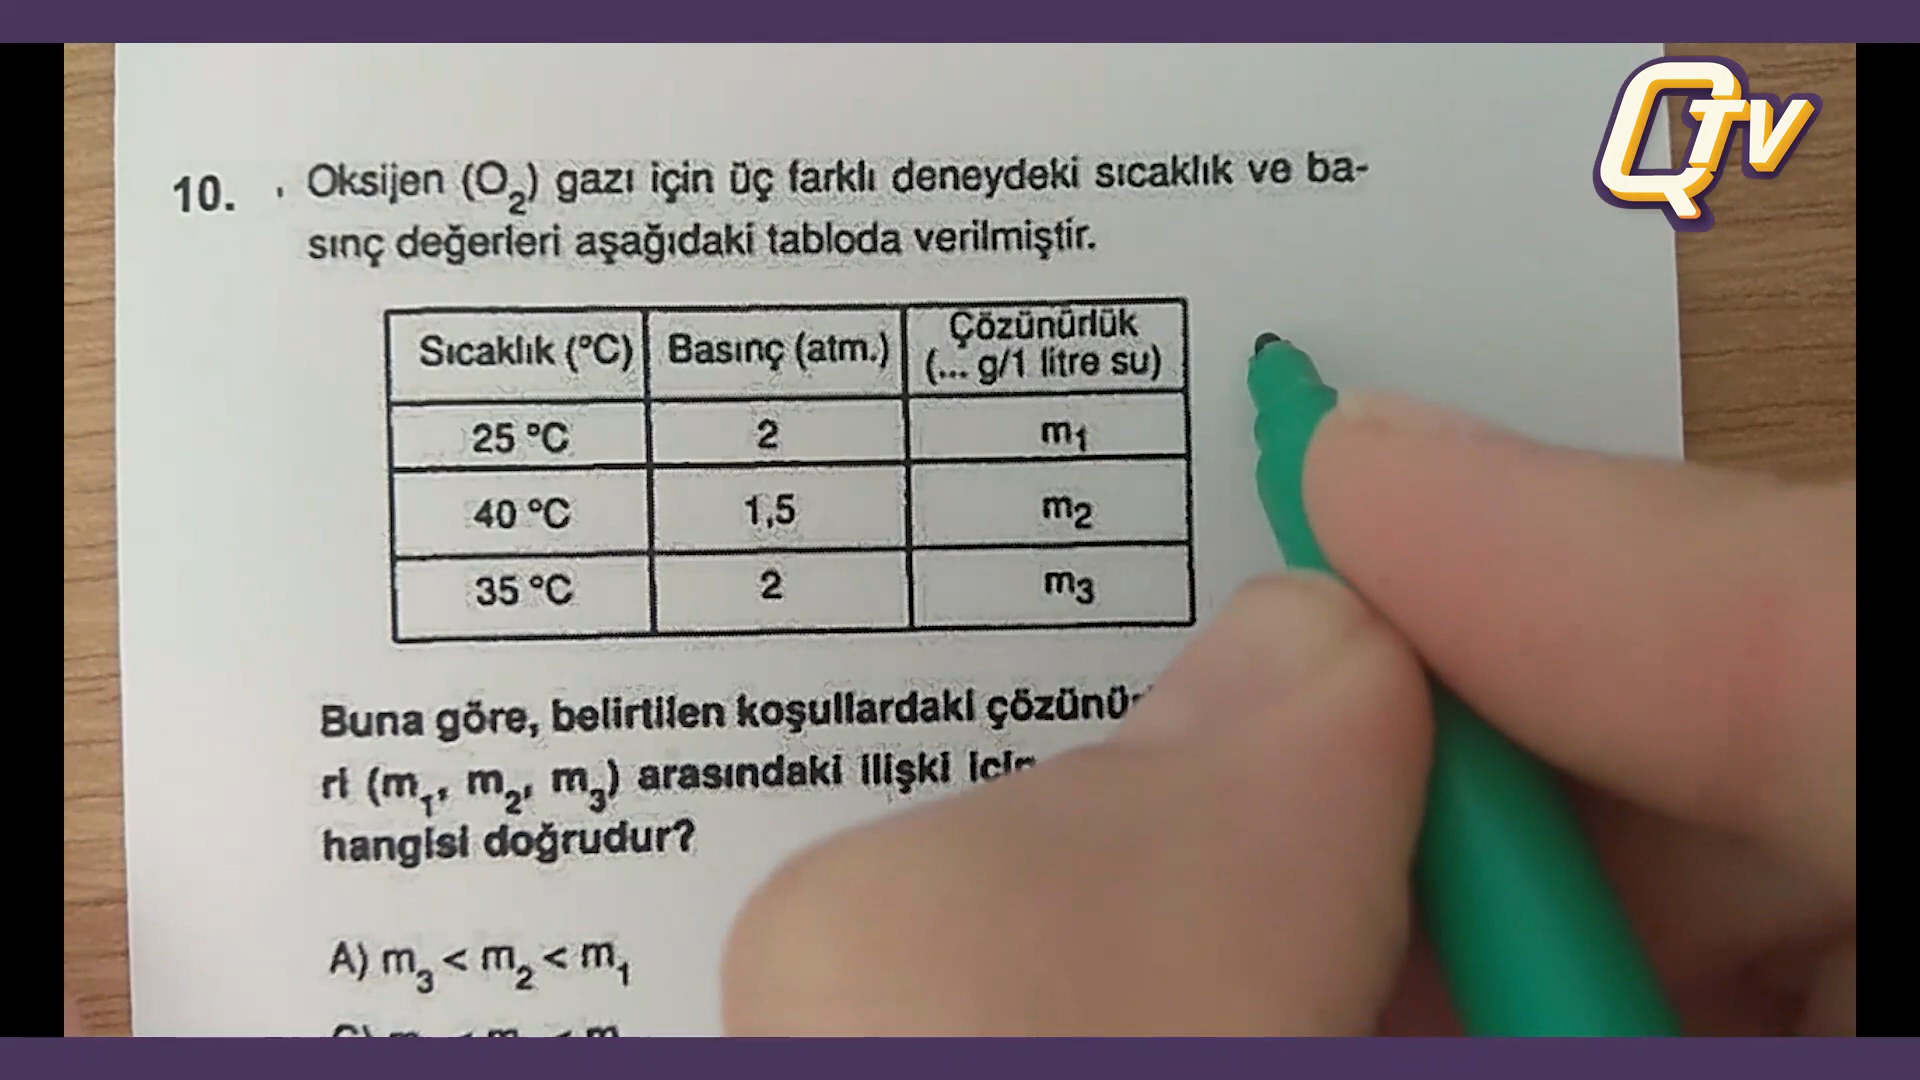 QTV
10. Oksijen (O2) gazı için üç farklı deneydeki sıcaklık ve ba-
sınç değerleri aşağıdaki tabloda verilmiştir.
Sıcaklık (°C) Basınç (atm.) Çözünürlük (... g/1 litre su)
25 °C 2 m1
40 °C 1,5 m2
35 °C 2 m3
Buna göre, belirtilen koşullardaki
ri (m1, m2, m3) arasındaki ilişki
hangisi doğrudur?
A) m3 < m2 < m1